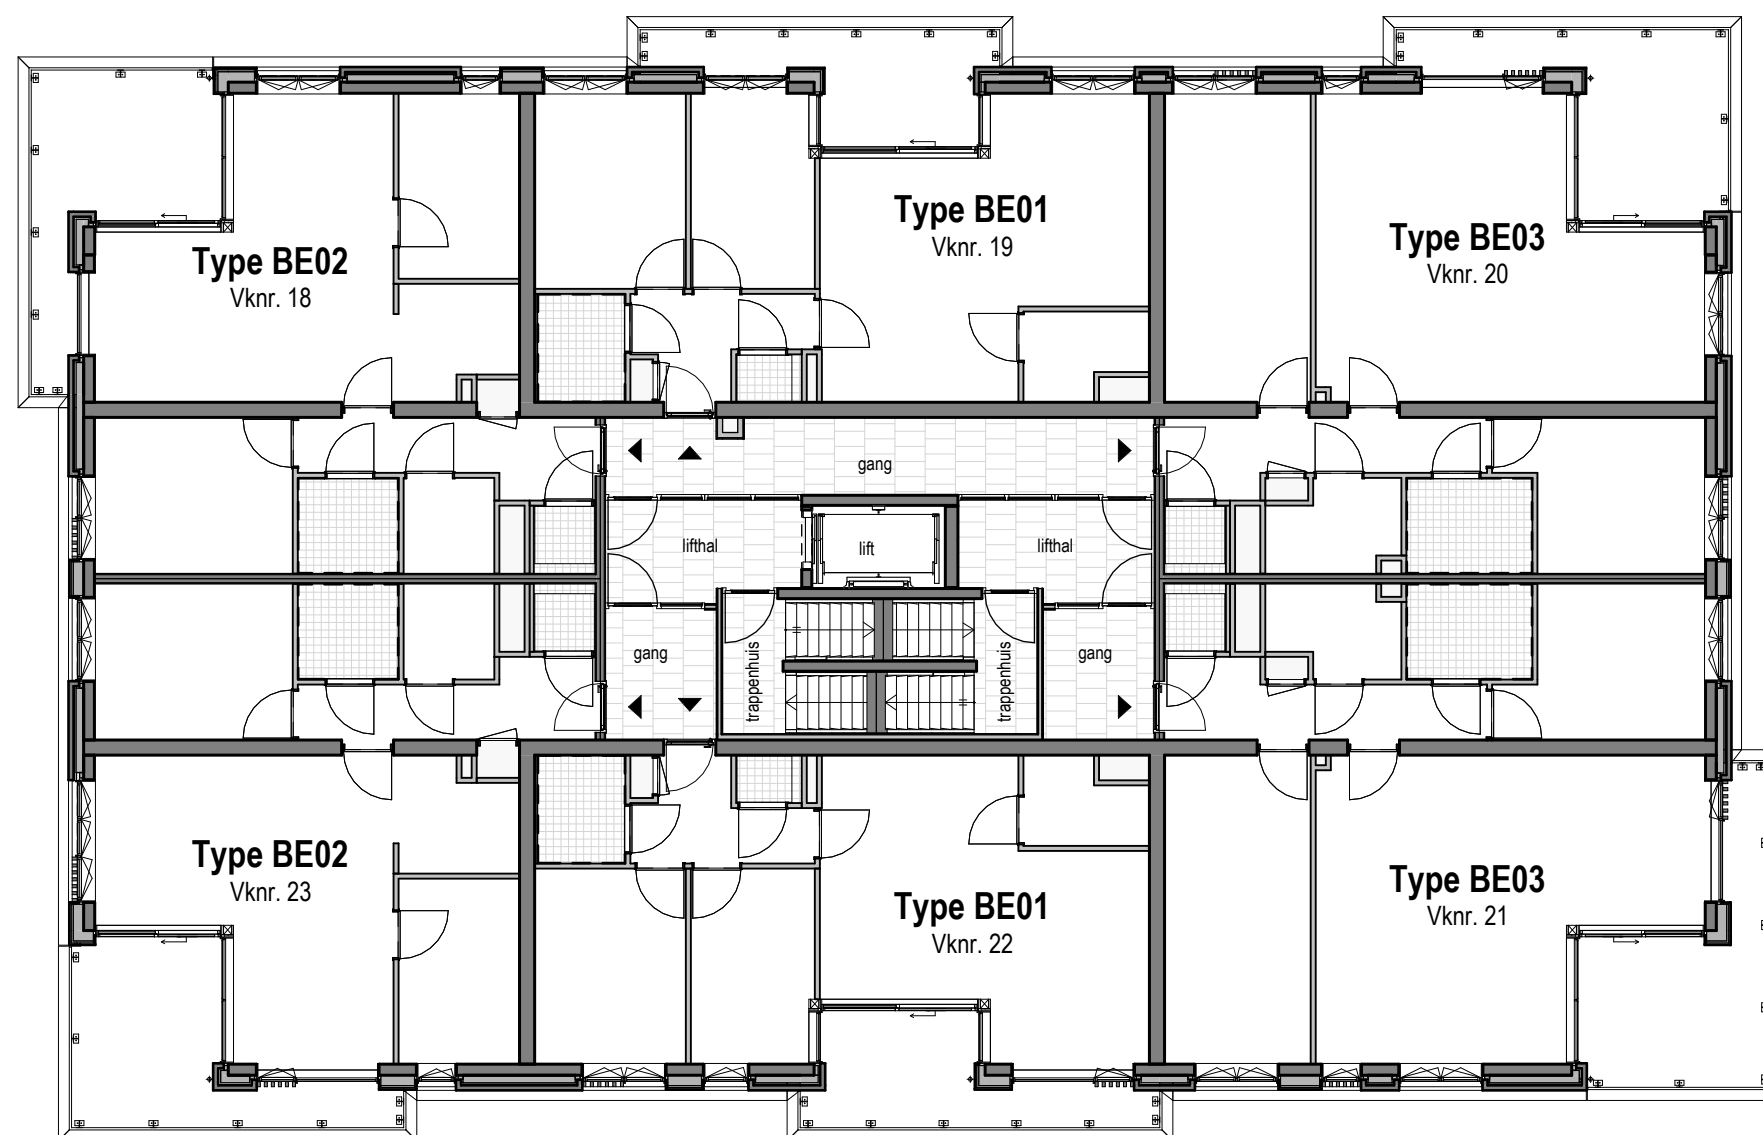 Type BE01
Vknr. 19
Type BE03
Vknr. 20
Type BE02
Vknr. 18
gang
lifthal
lift
lifthal
gang
trappenhuis
trappenhuis
gang
Type BE02
Vknr. 23
Type BE01
Vknr. 22
Type BE03
Vknr. 21